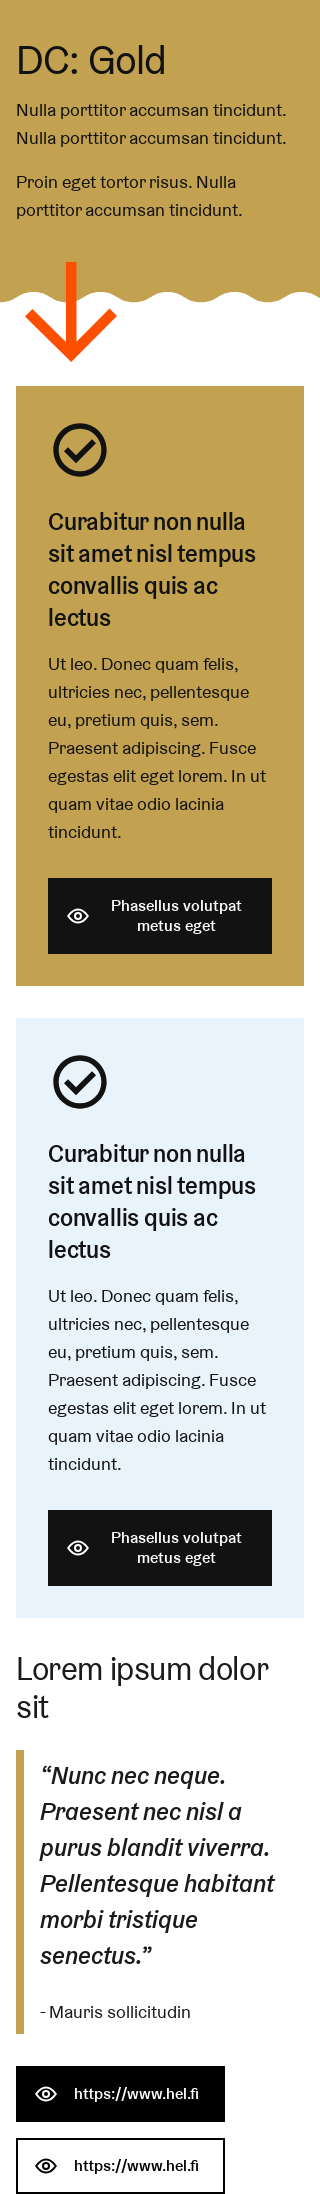 DC: Gold
Nulla porttitor accumsan tincidunt.
Nulla porttitor accumsan tincidunt.
Proin eget tortor risus. Nulla
porttitor accumsan tincidunt.
Curabitur non nulla
sit amet nisl tempus
convallis quis ac
lectus
Ut leo. Donec quam felis,
ultricies nec, pellentesque
eu, pretium quis, sem.
Praesent adipiscing. Fusce
egestas elit eget lorem. In ut
quam vitae odio lacinia
tincidunt.
Phasellus volutpat
metus eget
Curabitur non nulla
sit amet nisl tempus
convallis quis ac
lectus
Ut leo. Donec quam felis,
ultricies nec, pellentesque
eu, pretium quis, sem.
Praesent adipiscing. Fusce
egestas elit eget lorem. In ut
quam vitae odio lacinia
tincidunt.
Phasellus volutpat
metus eget
Lorem ipsum dolor
sit
“Nunc nec neque.
Praesent nec nisl a
purus blandit viverra.
Pellentesque habitant
morbi tristique
senectus.”
- Mauris sollicitudin
https://www.hel.fi
https://www.hel.fi